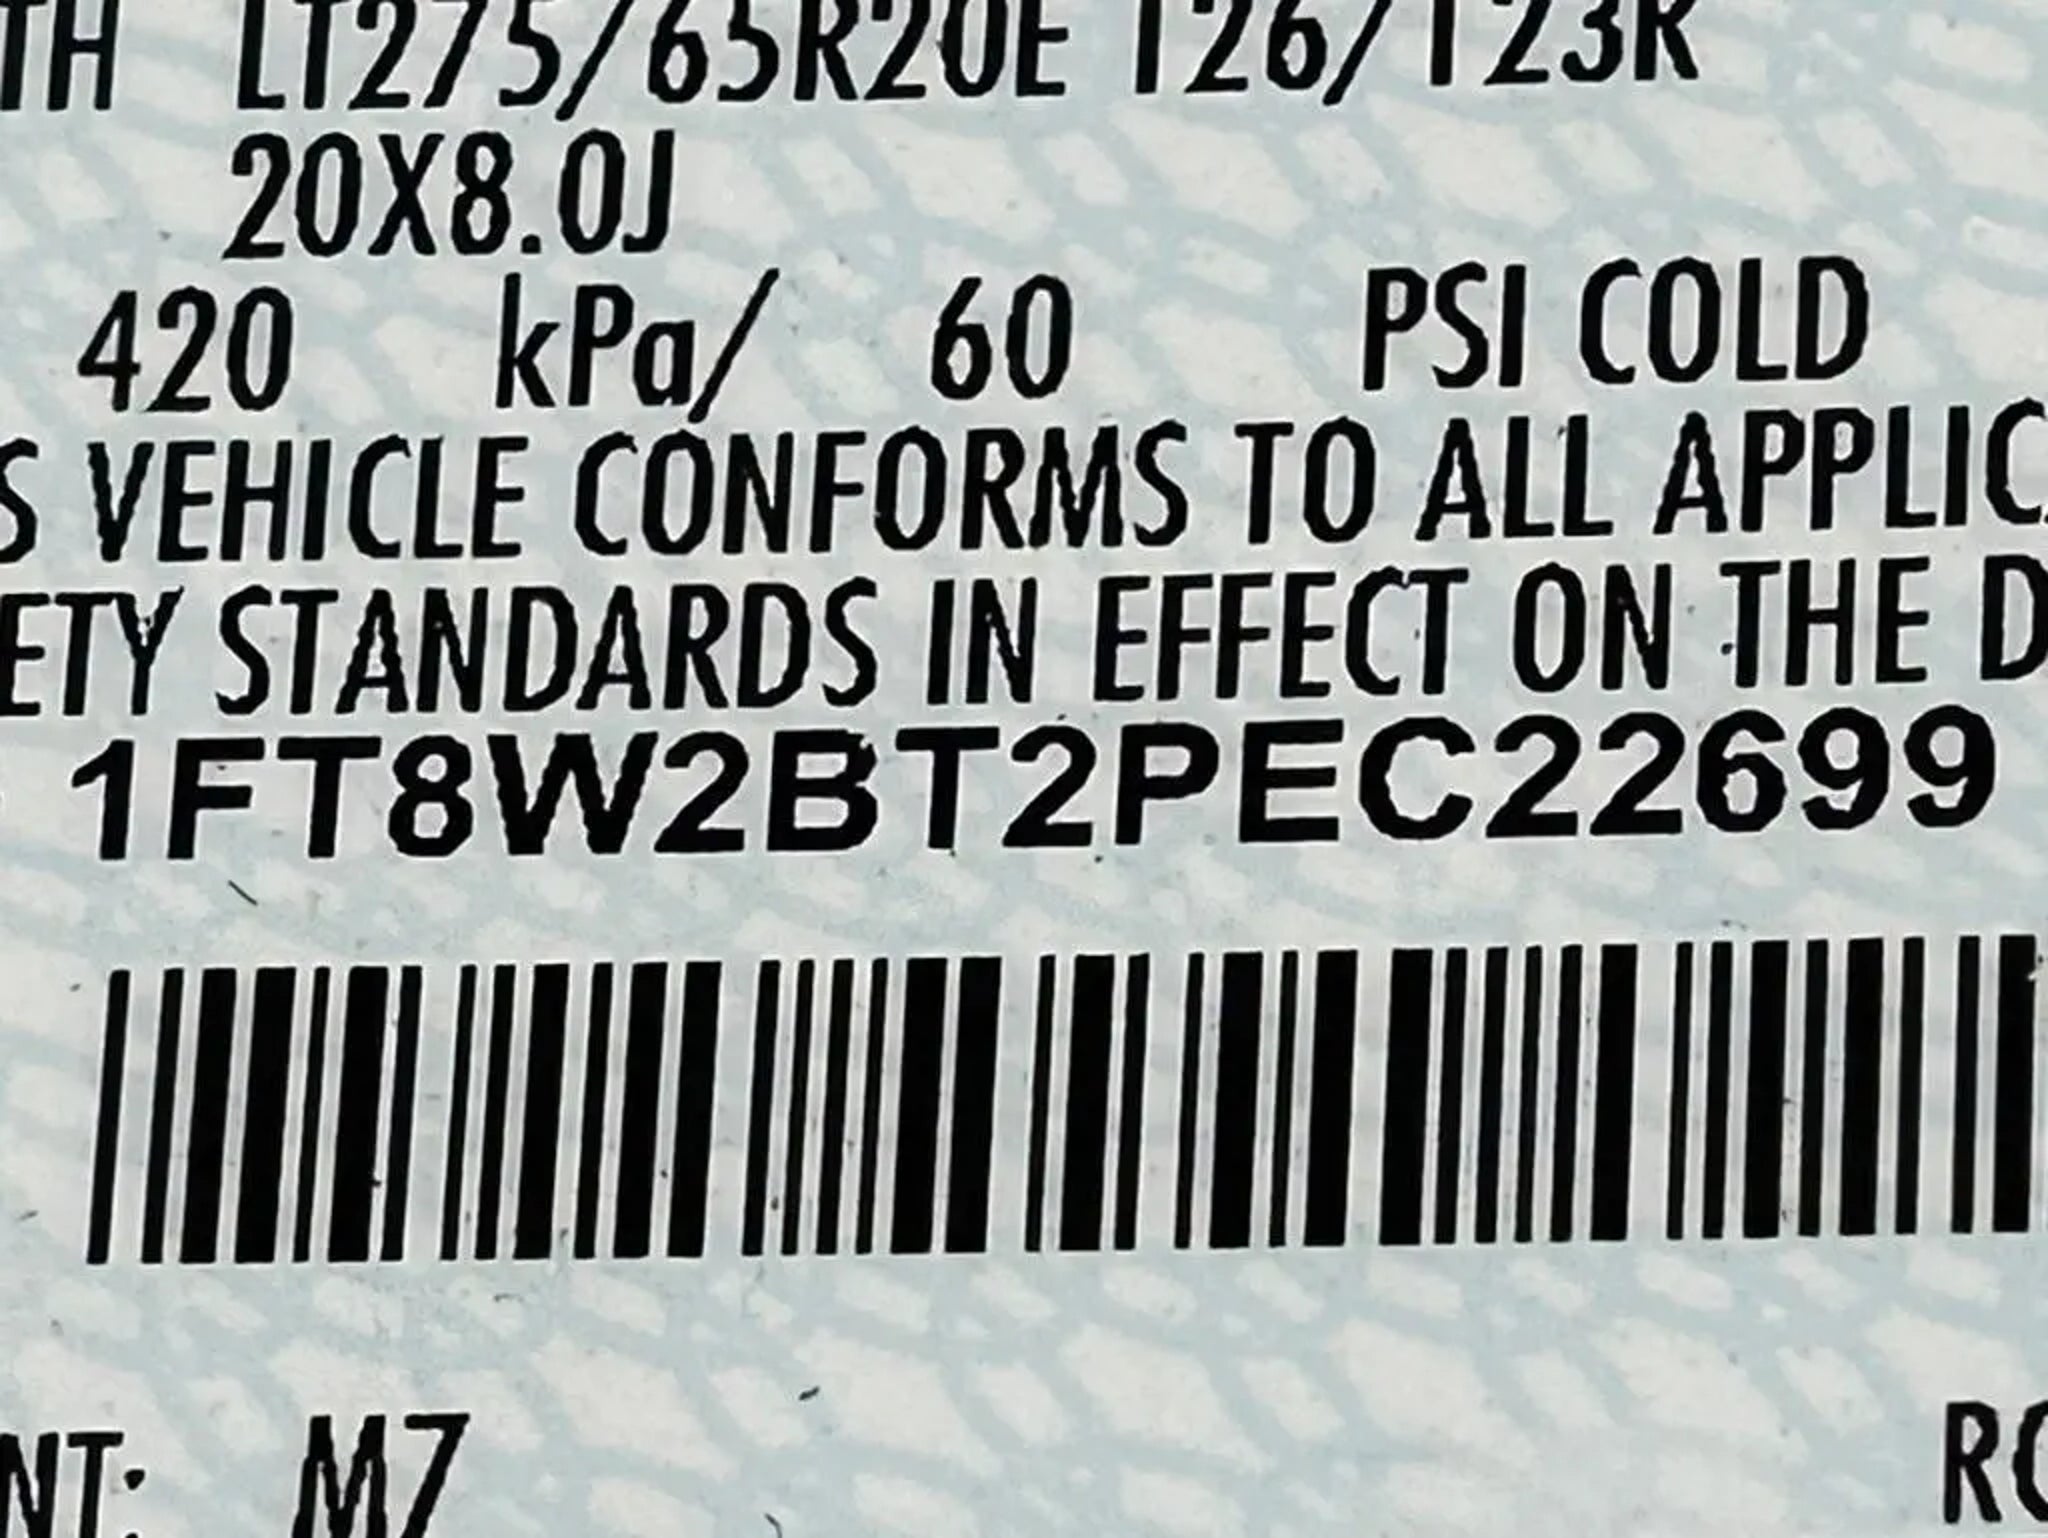 TH LT275/65R20E 126/123R
20X8.0J
420 kPa/ 60 PSI COLD
S VEHICLE CONFORMS TO ALL APPLIC
ETY STANDARDS IN EFFECT ON THE D
1FT8W2BT2PEC22699
NT: M7 RO